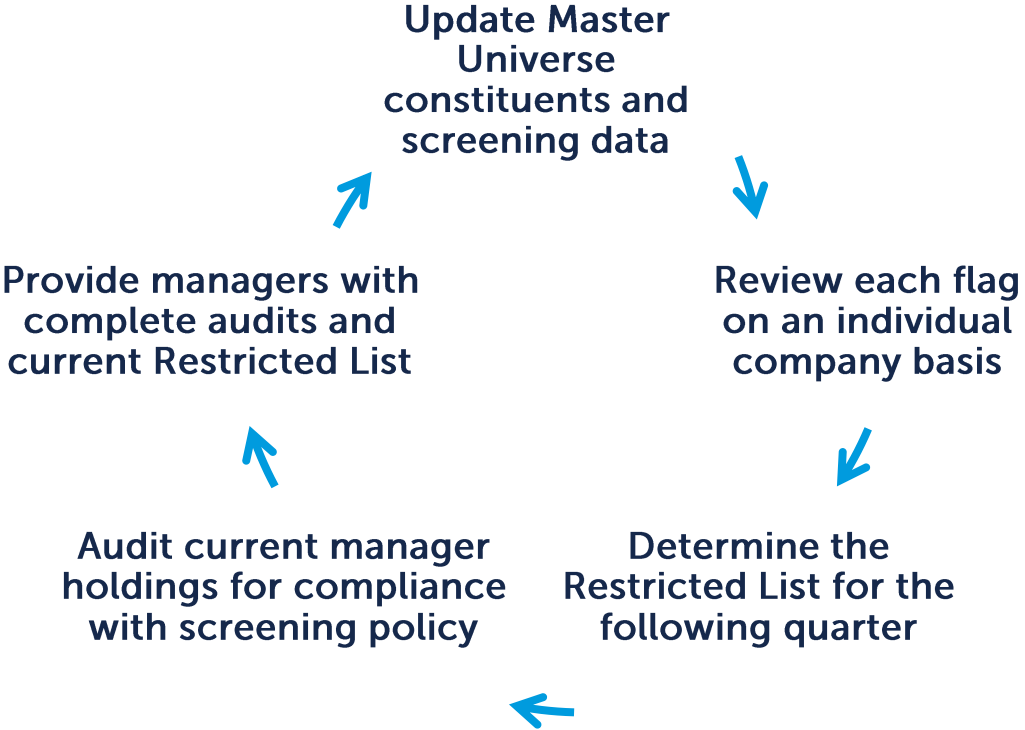 Update Master
Universe
constituents and
screening data
Review each flag
on an individual
company basis
Determine the
Restricted List for the
following quarter
Audit current manager
holdings for compliance
with screening policy
Provide managers with
complete audits and
current Restricted List